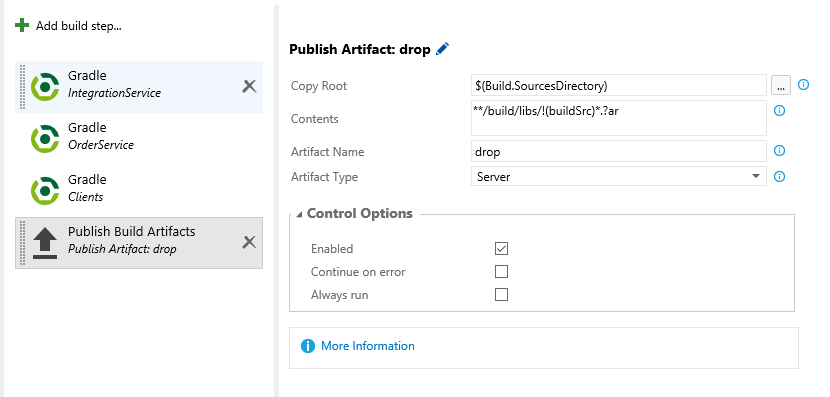 Add build step...
Gradle
IntegrationService
Gradle
OrderService
Gradle
Clients
Publish Build Artifacts
Publish Artifact: drop
Publish Artifact: drop
Copy Root
$(Build.SourcesDirectory)
...
Contents
**/build/libs/!(buildSrc)*.?ar
Artifact Name
drop
Artifact Type
Server
Control Options
Enabled
Continue on error
Always run
More Information